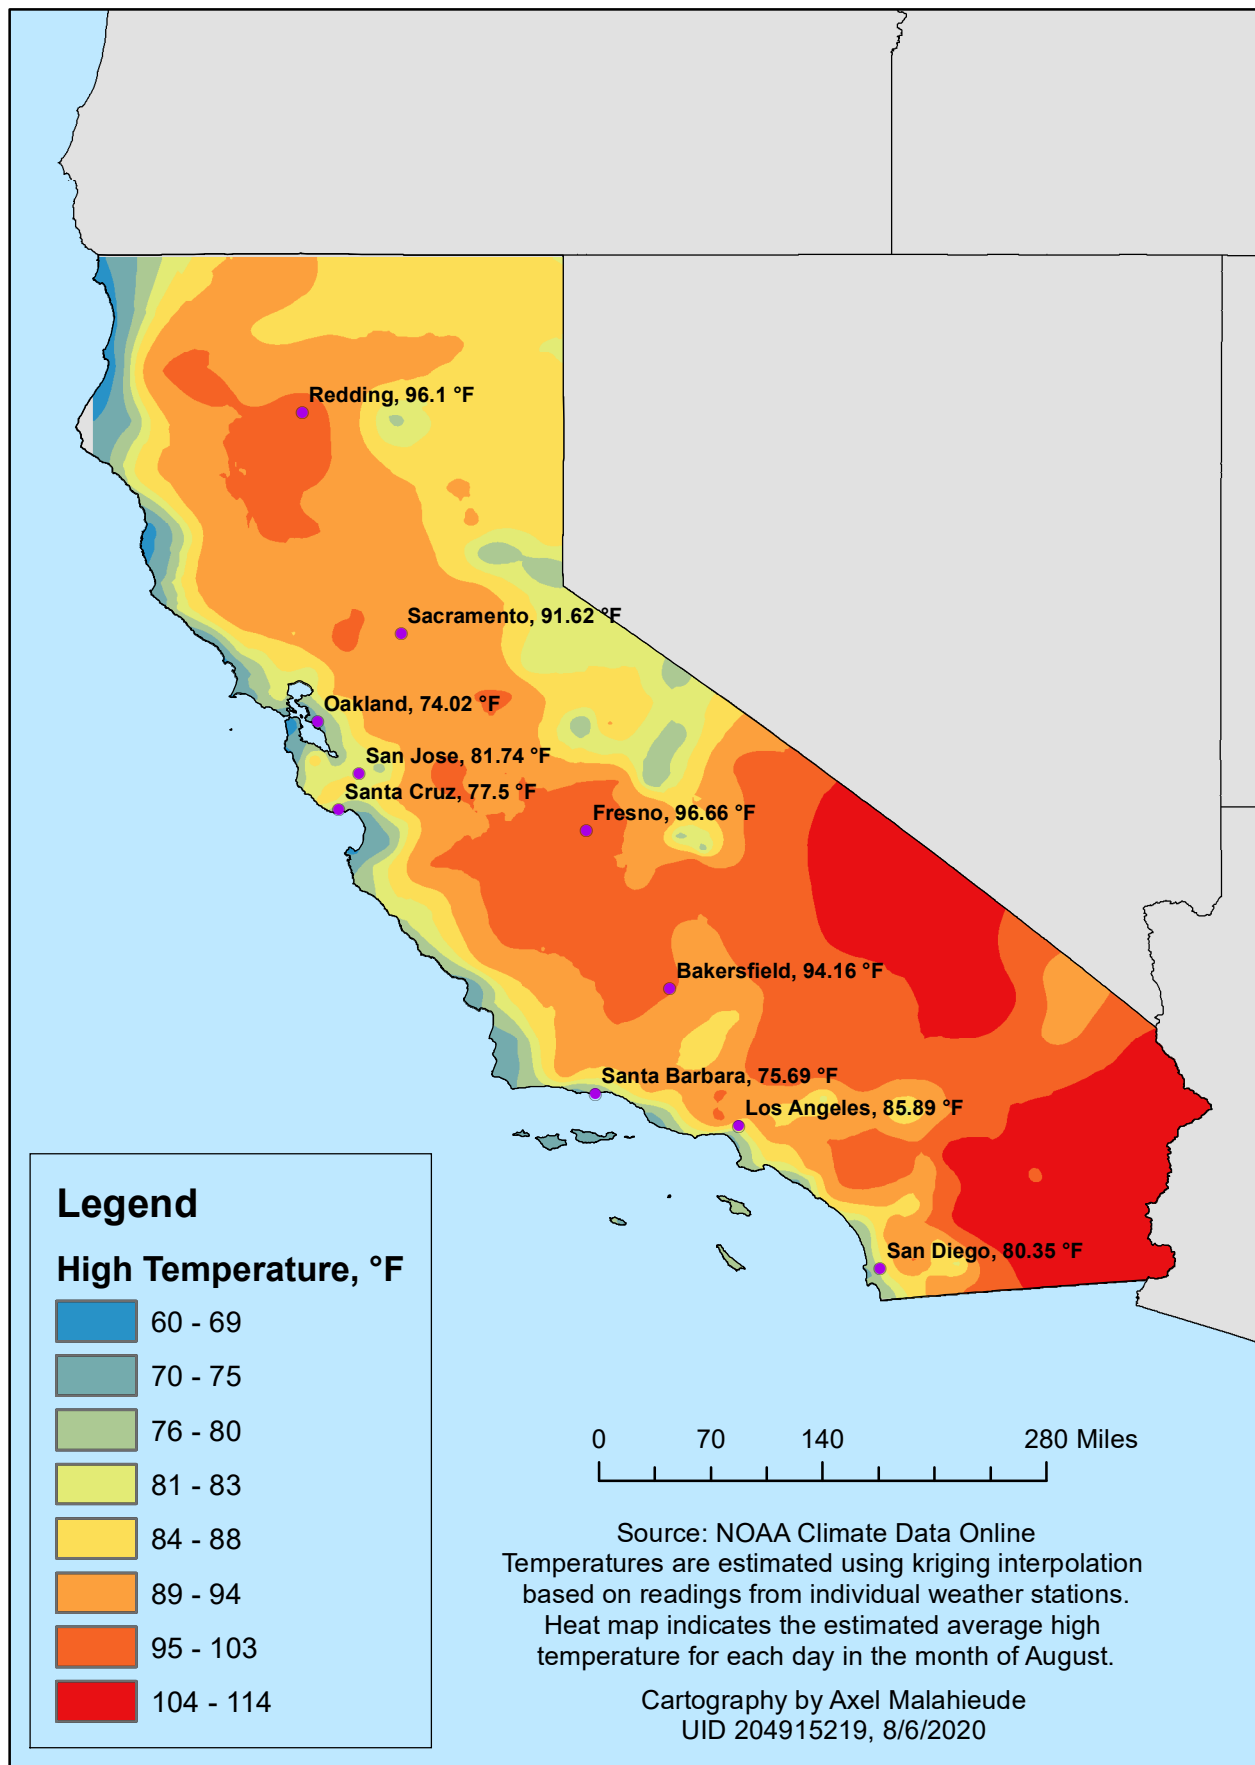 Redding, 96.1 °F
Sacramento, 91.62 °F
Oakland, 74.02 °F
San Jose, 81.74 °F
Santa Cruz, 77.5 °F
Fresno, 96.66 °F
Bakersfield, 94.16 °F
Santa Barbara, 75.69 °F
Los Angeles, 85.89 °F
San Diego, 80.35 °F
Legend
High Temperature, °F
60 - 69
70 - 75
76 - 80
81 - 83
84 - 88
89 - 94
95 - 103
104 - 114
0 70 140 280 Miles
Source: NOAA Climate Data Online
Temperatures are estimated using kriging interpolation
based on readings from individual weather stations.
Heat map indicates the estimated average high
temperature for each day in the month of August.
Cartography by Axel Malahieude
UID 204915219, 8/6/2020